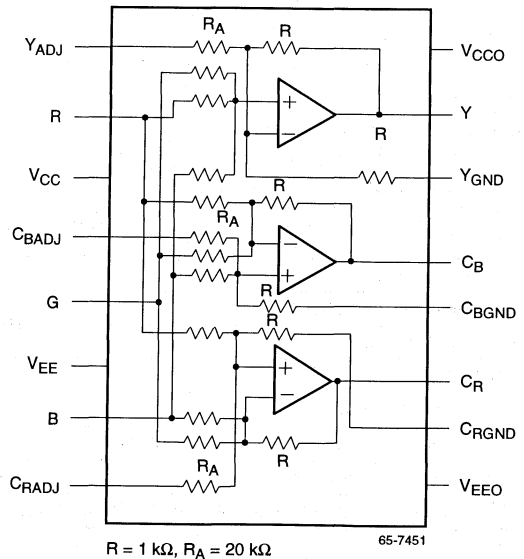 R_A R
Y_ADJ V_CCO
R Y
R
V_CC Y_GND
R
R_A
C_BADJ C_B
R
G C_BGND
R
V_EE C_R
B C_RGND
R_A R
C_RADJ V_EEO
+
−
−
+
+
−
R = 1 kΩ, R_A = 20 kΩ
65-7451